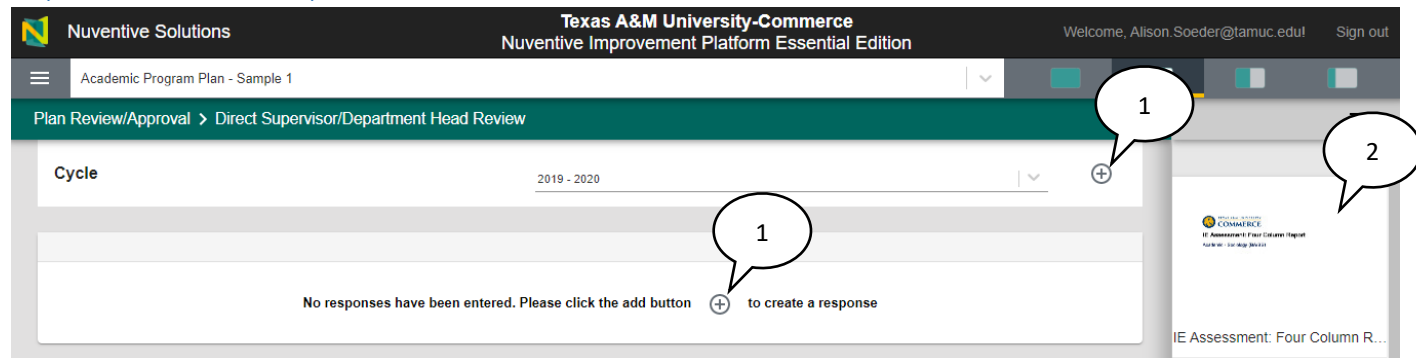 Nuventive Solutions
Texas A&M University-Commerce
Nuventive Improvement Platform Essential Edition
Welcome, Alison.Soeder@tamuc.edu!
Sign out
Academic Program Plan - Sample 1
1
Plan Review/Approval > Direct Supervisor/Department Head Review
2
Cycle
2019 - 2020
COMMERCE
IE Assessment: Four Column Report
1
No responses have been entered. Please click the add button
to create a response
IE Assessment: Four Column R...